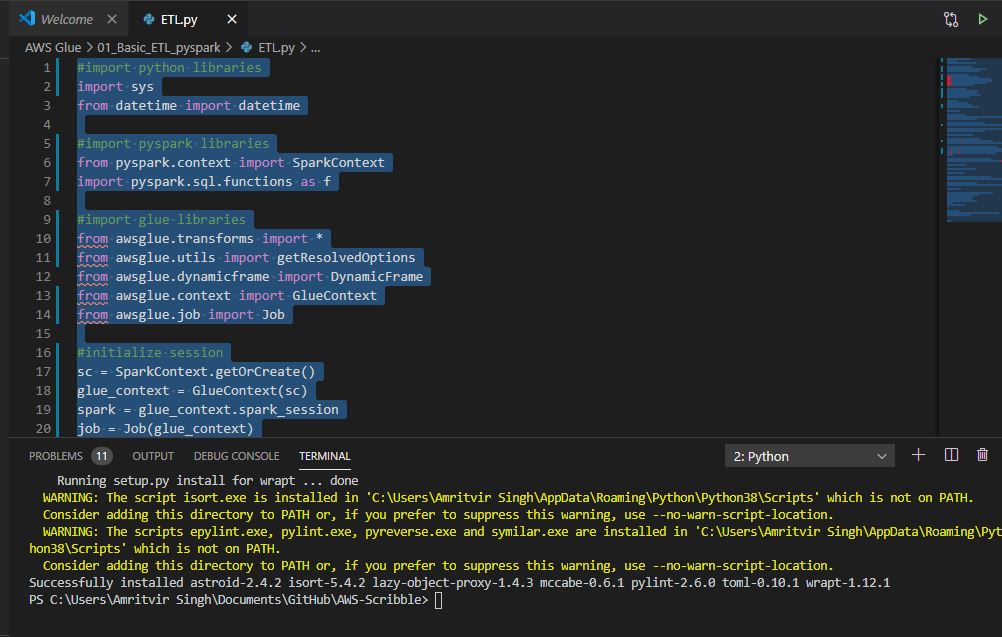 Welcome
ETL.py
AWS Glue > 01_Basic_ETL_pyspark > ETL.py > ...
1 #import python libraries
2 import sys
3 from datetime import datetime
4
5 #import pyspark libraries
6 from pyspark.context import SparkContext
7 import pyspark.sql.functions as f
8
9 #import glue libraries
10 from awsglue.transforms import *
11 from awsglue.utils import getResolvedOptions
12 from awsglue.dynamicframe import DynamicFrame
13 from awsglue.context import GlueContext
14 from awsglue.job import Job
15
16 #initialize session
17 sc = SparkContext.getOrCreate()
18 glue_context = GlueContext(sc)
19 spark = glue_context.spark_session
20 job = Job(glue_context)
PROBLEMS 11 OUTPUT DEBUG CONSOLE TERMINAL 2: Python
Running setup.py install for wrapt ... done
WARNING: The script isort.exe is installed in 'C:\Users\Amritvir Singh\AppData\Roaming\Python\Python38\Scripts' which is not on PATH.
Consider adding this directory to PATH or, if you prefer to suppress this warning, use --no-warn-script-location.
WARNING: The scripts epylint.exe, pylint.exe, pyreverse.exe and symilar.exe are installed in 'C:\Users\Amritvir Singh\AppData\Roaming\Pyt
hon38\Scripts' which is not on PATH.
Consider adding this directory to PATH or, if you prefer to suppress this warning, use --no-warn-script-location.
Successfully installed astroid-2.4.2 isort-5.4.2 lazy-object-proxy-1.4.3 mccabe-0.6.1 pylint-2.6.0 toml-0.10.1 wrapt-1.12.1
PS C:\Users\Amritvir Singh\Documents\GitHub\AWS-Scribble>